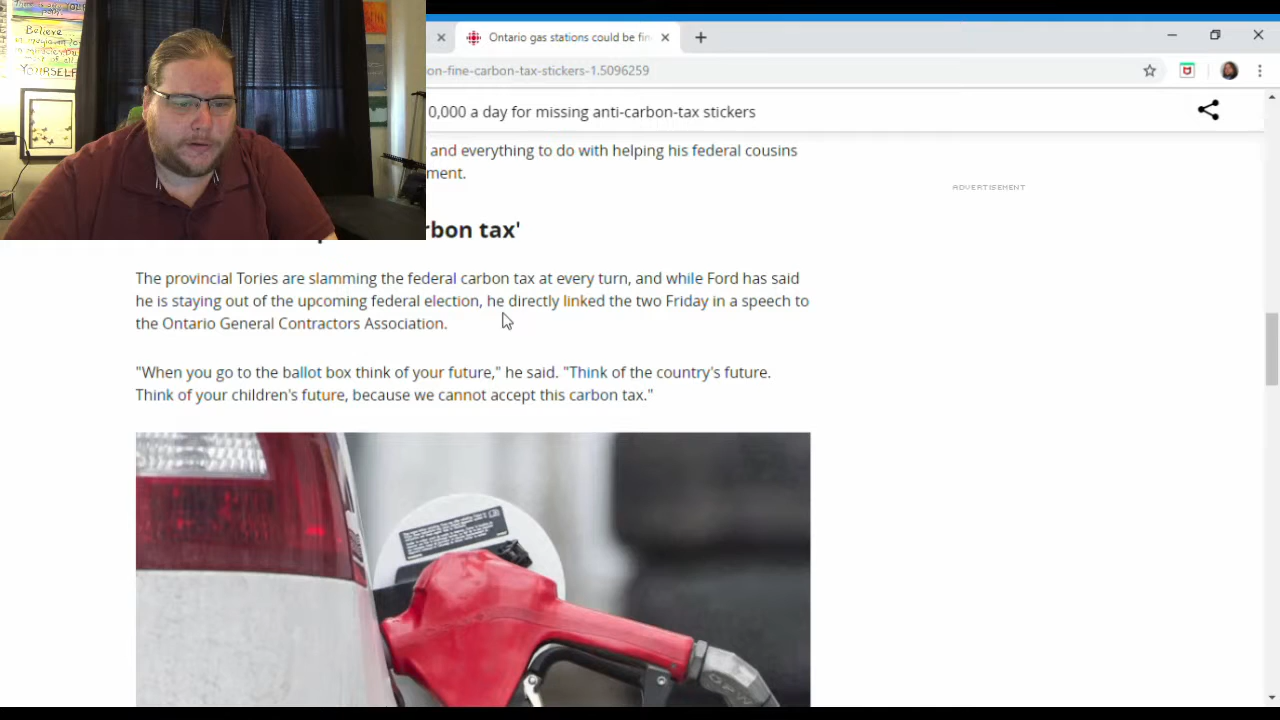 Believe
YOURSELF
Ontario gas stations could be fin
on-fine-carbon-tax-stickers-1.5096259
0,000 a day for missing anti-carbon-tax stickers
and everything to do with helping his federal cousins
ment.
ADVERTISEMENT
rbon tax'
The provincial Tories are slamming the federal carbon tax at every turn, and while Ford has said
he is staying out of the upcoming federal election, he directly linked the two Friday in a speech to
the Ontario General Contractors Association.
"When you go to the ballot box think of your future," he said. "Think of the country's future.
Think of your children's future, because we cannot accept this carbon tax."